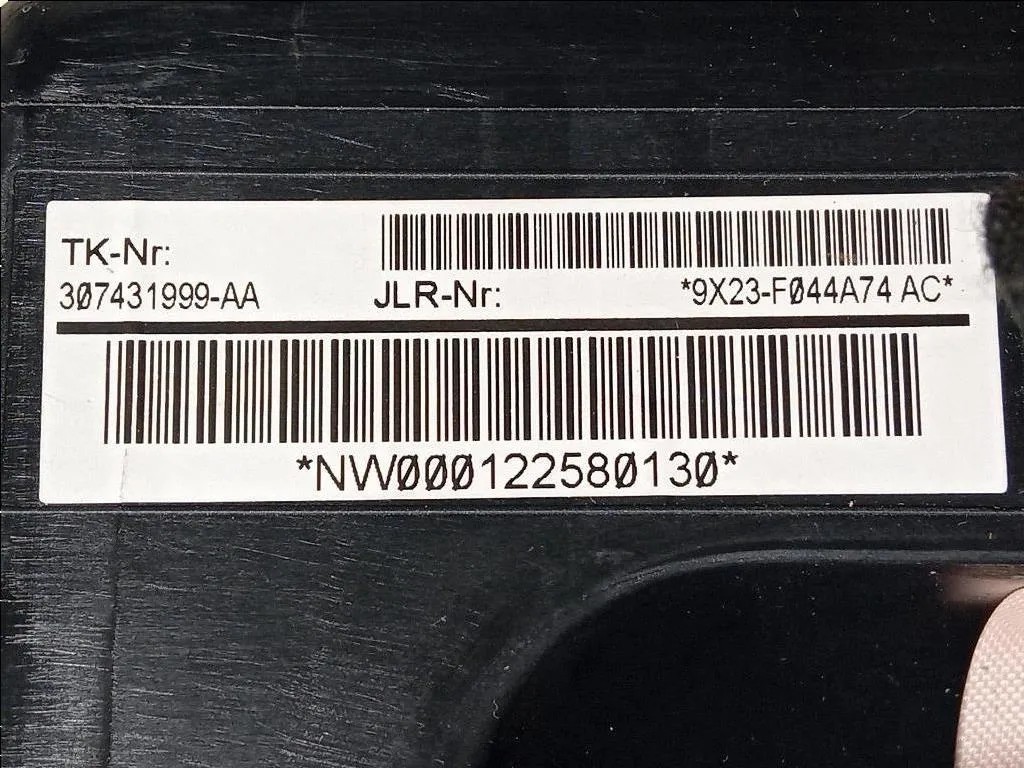 TK-Nr:
307431999-AA
JLR-Nr:
*9X23-F044A74 AC*
*NW000122580130*